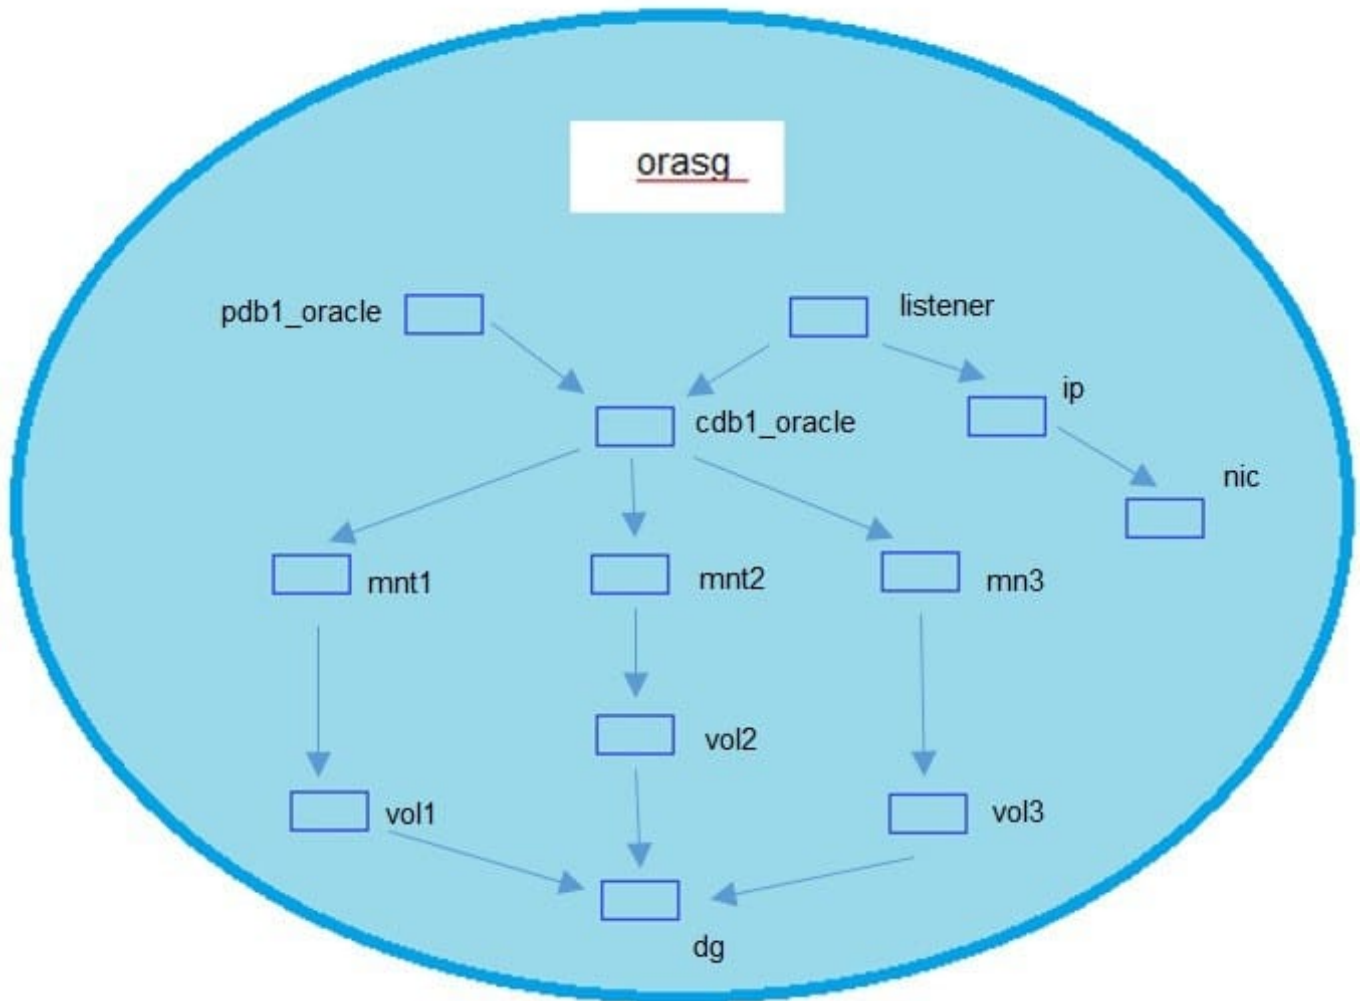 orasg
pdb1_oracle
listener
ip
cdb1_oracle
nic
mnt1
mnt2
mn3
vol2
vol1
vol3
dg